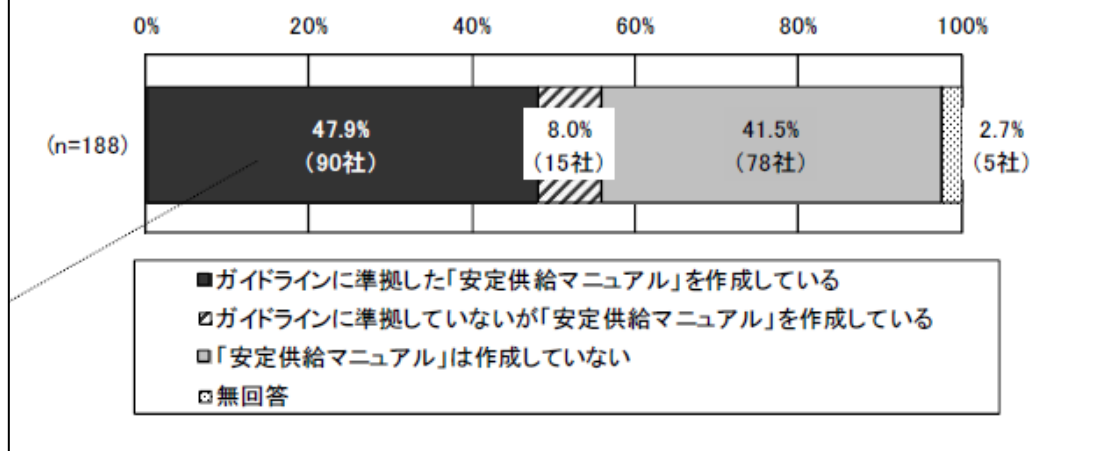 0% 20% 40% 60% 80% 100%
(n=188)
47.9%
(90社)
8.0%
(15社)
41.5%
(78社)
2.7%
(5社)
ガイドラインに準拠した「安定供給マニュアル」を作成している
ガイドラインに準拠していないが「安定供給マニュアル」を作成している
「安定供給マニュアル」は作成していない
無回答